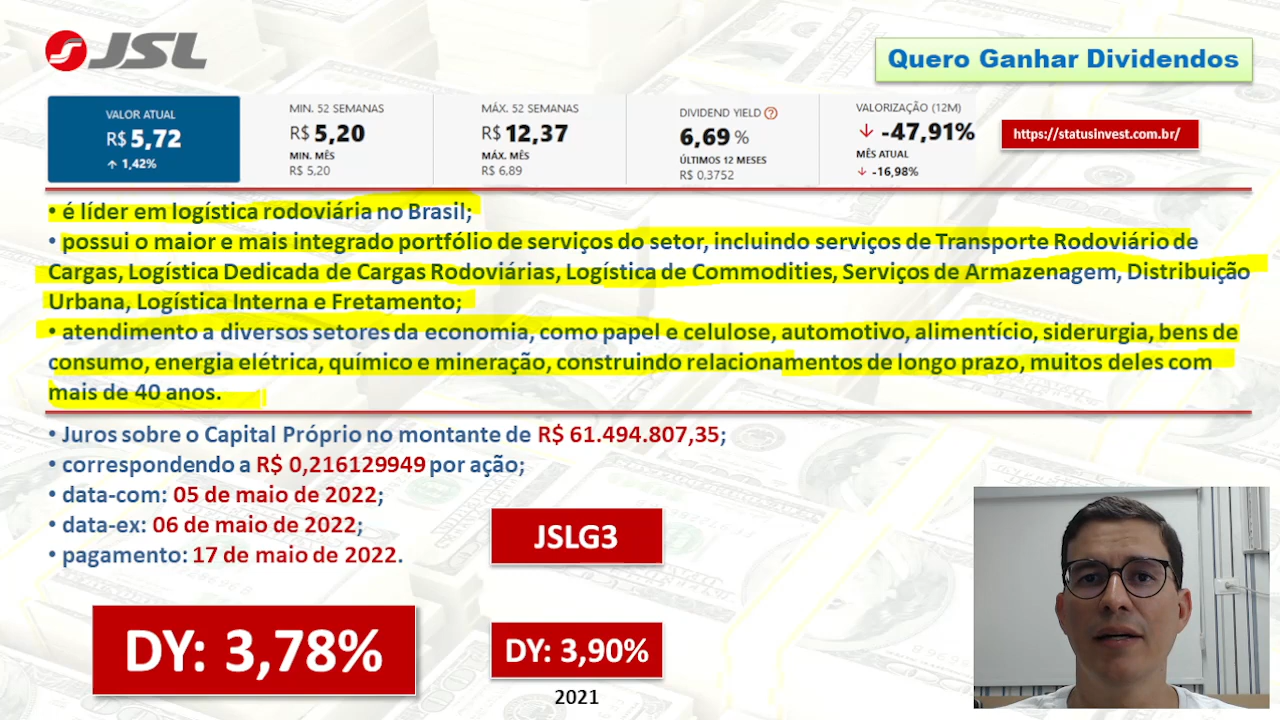 JSL
Quero Ganhar Dividendos
VALOR ATUAL
R$ 5,72
↑ 1,42%
MIN. 52 SEMANAS
R$ 5,20
MIN. MÊS
R$ 5,20
MÁX. 52 SEMANAS
R$ 12,37
MÁX. MÊS
R$ 6,89
DIVIDEND YIELD ?
6,69 %
ÚLTIMOS 12 MESES
R$ 0,3752
VALORIZAÇÃO (12M)
↓ -47,91%
MÊS ATUAL
↓ -16,98%
https://statusinvest.com.br/
• é líder em logística rodoviária no Brasil;
• possui o maior e mais integrado portfólio de serviços do setor, incluindo serviços de Transporte Rodoviário de
Cargas, Logística Dedicada de Cargas Rodoviárias, Logística de Commodities, Serviços de Armazenagem, Distribuição
Urbana, Logística Interna e Fretamento;
• atendimento a diversos setores da economia, como papel e celulose, automotivo, alimentício, siderurgia, bens de
consumo, energia elétrica, químico e mineração, construindo relacionamentos de longo prazo, muitos deles com
mais de 40 anos.
• Juros sobre o Capital Próprio no montante de R$ 61.494.807,35;
• correspondendo a R$ 0,216129949 por ação;
• data-com: 05 de maio de 2022;
• data-ex: 06 de maio de 2022;
• pagamento: 17 de maio de 2022.
JSLG3
DY: 3,78%
DY: 3,90%
2021